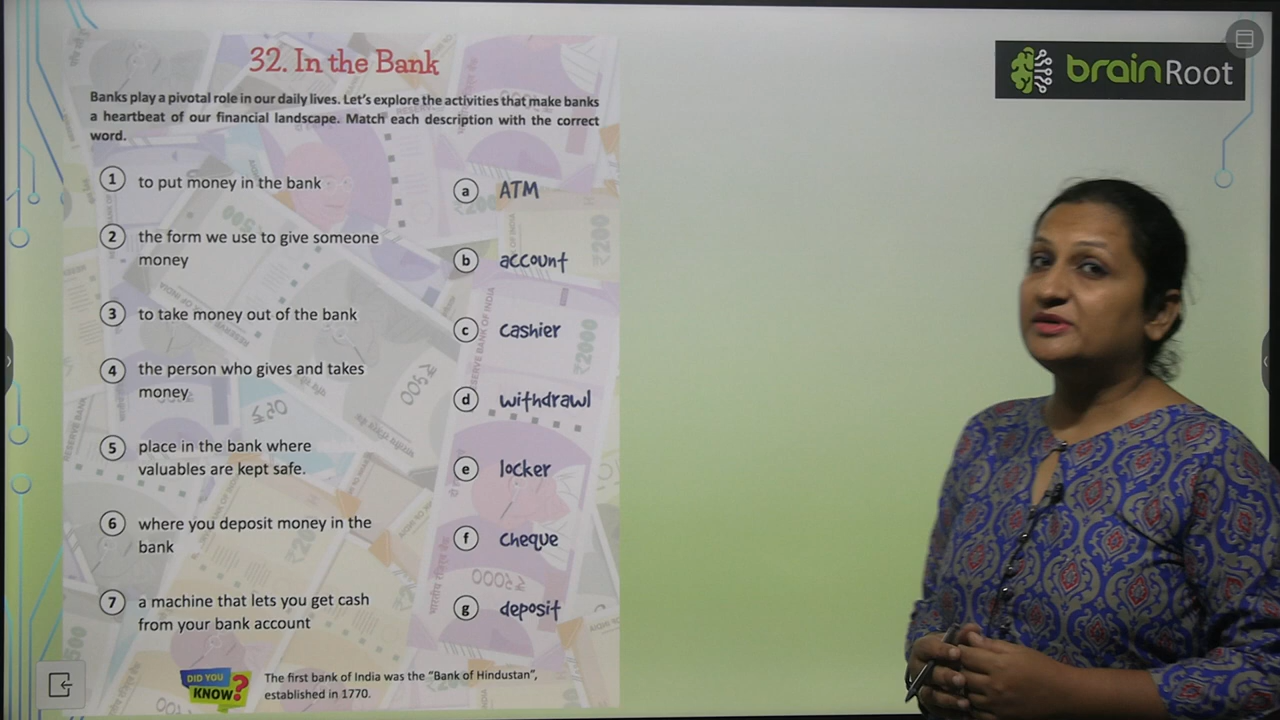 32. In the Bank
brainRoot
Banks play a pivotal role in our daily lives. Let's explore the activities that make banks
a heartbeat of our financial landscape. Match each description with the correct
word.
1 to put money in the bank
2 the form we use to give someone
money
3 to take money out of the bank
4 the person who gives and takes
money
5 place in the bank where
valuables are kept safe.
6 where you deposit money in the
bank
7 a machine that lets you get cash
from your bank account
a ATM
b account
c cashier
d withdrawl
e locker
f cheque
g deposit
DID YOU
KNOW?
The first bank of India was the "Bank of Hindustan",
established in 1770.